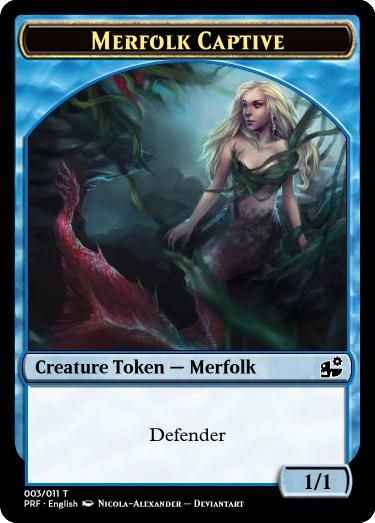 Merfolk Captive
Creature Token — Merfolk
Defender
1/1
003/011 T
PRF · English Nicola-Alexander — Deviantart